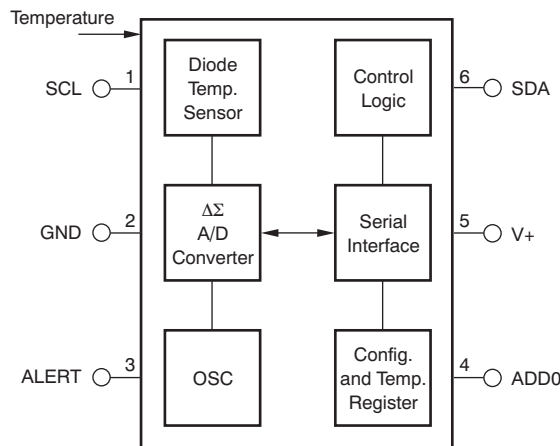 Temperature
1
SCL
Diode
Temp.
Sensor
Control
Logic
6
SDA
2
GND
ΔΣ
A/D
Converter
Serial
Interface
5
V+
3
ALERT
OSC
Config.
and Temp.
Register
4
ADD0